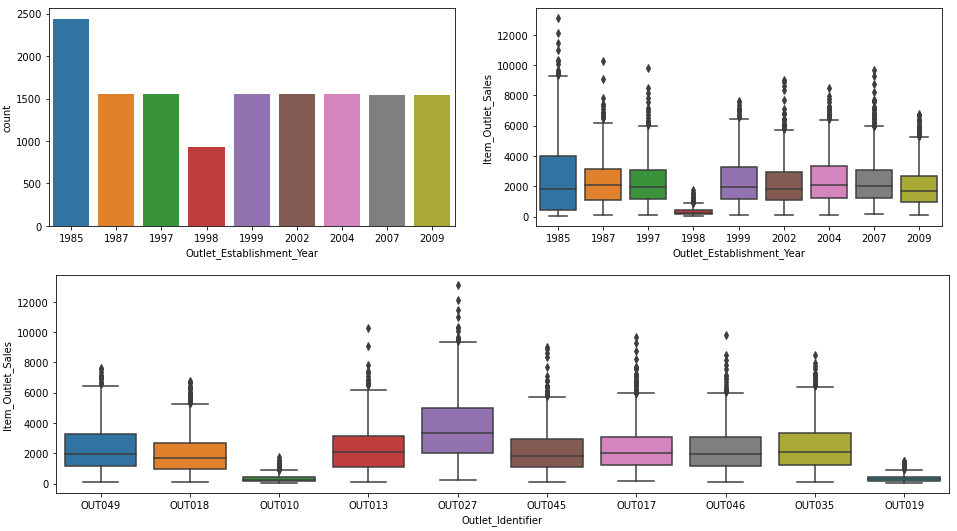 2500
2000
1500
1000
500
0
count
1985 1987 1997 1998 1999 2002 2004 2007 2009
Outlet_Establishment_Year
12000
10000
8000
6000
4000
2000
0
Item_Outlet_Sales
1985 1987 1997 1998 1999 2002 2004 2007 2009
Outlet_Establishment_Year
12000
10000
8000
6000
4000
2000
0
Item_Outlet_Sales
OUT049 OUT018 OUT010 OUT013 OUT027 OUT045 OUT017 OUT046 OUT035 OUT019
Outlet_Identifier